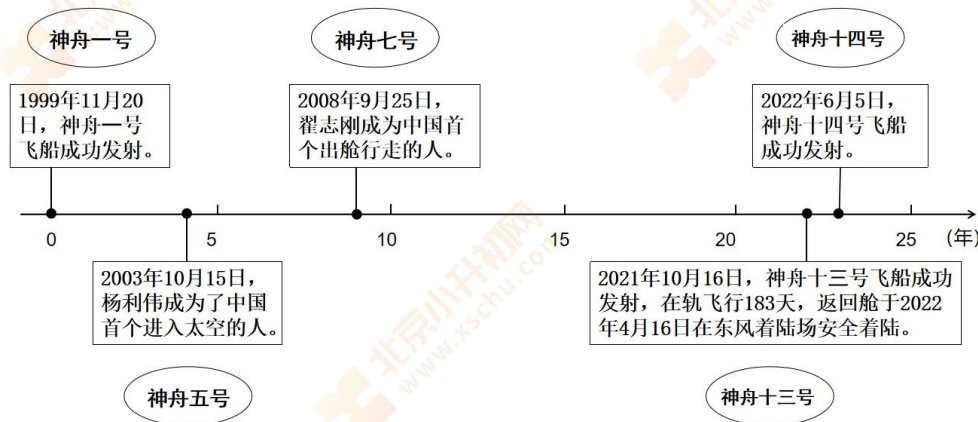 神舟一号
神舟七号
神舟十四号
1999年11月20
日，神舟一号
飞船成功发射。
2008年9月25日，
翟志刚成为中国首
个出舱行走的人。
2022年6月5日，
神舟十四号飞船
成功发射。
0
5
10
15
20
25
(年)
2003年10月15日，
杨利伟成为了中国
首个进入太空的人。
2021年10月16日，神舟十三号飞船成功
发射，在轨飞行183天，返回舱于2022
年4月16日在东风着陆场安全着陆。
神舟五号
神舟十三号
北京小升初网
www.xschu.com